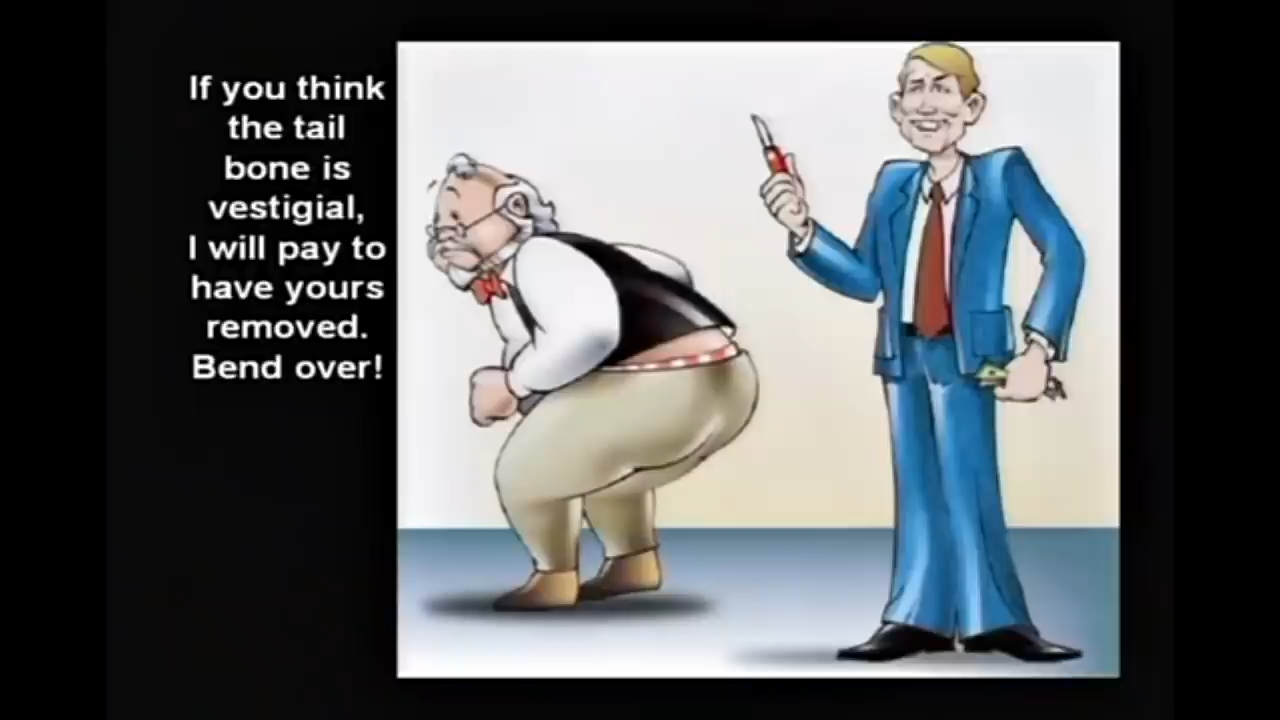 If you think
the tail
bone is
vestigial,
I will pay to
have yours
removed.
Bend over!